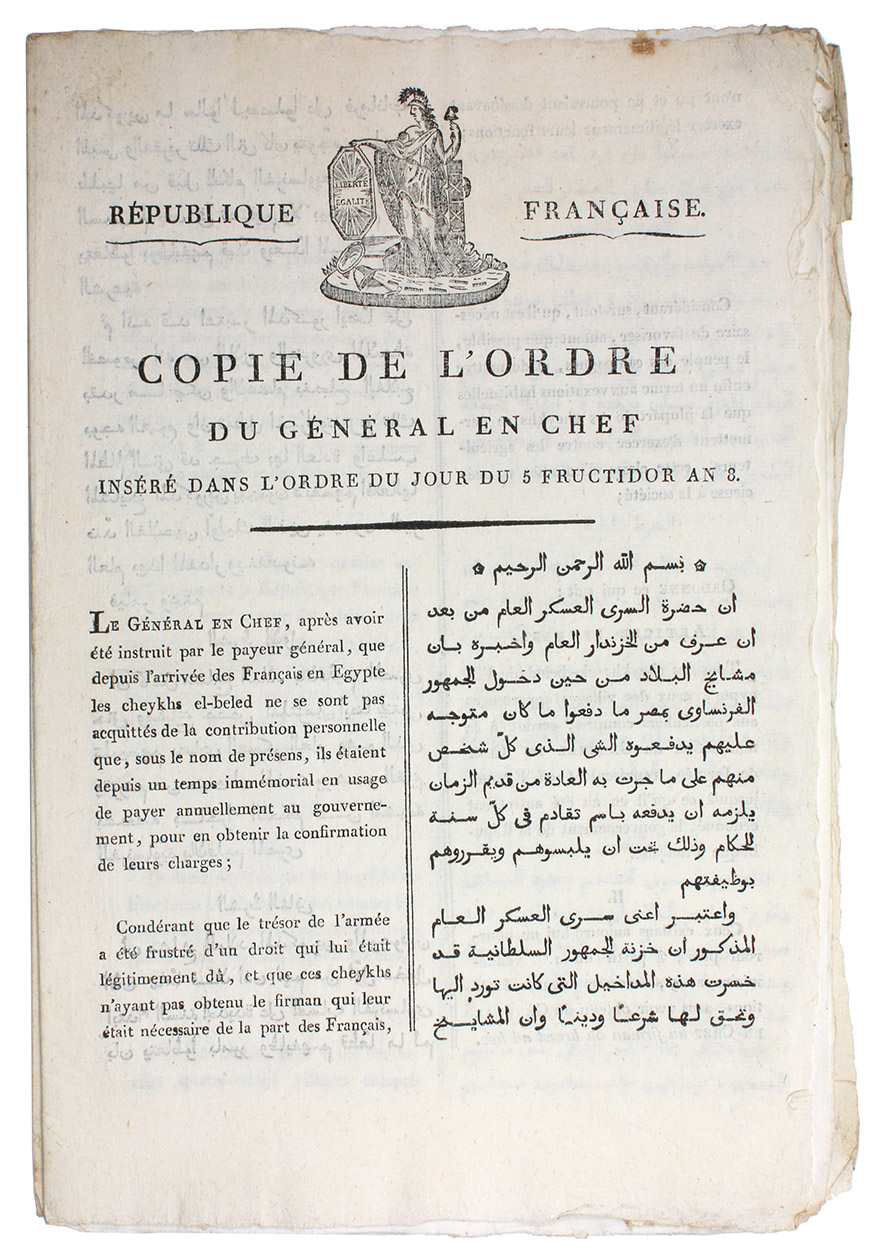 LIBERTÉ
EGALITÉ
RÉPUBLIQUE FRANÇAISE.
COPIE DE L'ORDRE
DU GÉNÉRAL EN CHEF
INSÉRÉ DANS L'ORDRE DU JOUR DU 5 FRUCTIDOR AN 8.
LE GÉNÉRAL EN CHEF, après avoir
été instruit par le payeur général, que
depuis l'arrivée des Français en Egypte
les cheykhs el-beled ne se sont pas
acquittés de la contribution personnelle
que, sous le nom de présens, ils étaient
depuis un temps immémorial en usage
de payer annuellement au gouverne-
ment, pour en obtenir la confirmation
de leurs charges;
Condérant que le trésor de l'armée
a été frustré d'un droit qui lui était
légitimement dû, et que ces cheykhs
n'ayant pas obtenu le firman qui leur
était nécessaire de la part des Français,
بسم الله الرحمن الرحيم
ان حضرة السرى العسكر العام من بعد
ان عرف من الخزندار العام واخبره بان
مشايخ البلاد من حين دخول الجمهور
الفرنساوى بمصر ما دفعوا ما كان متوجه
عليهم يدفعوه الشى الذى كلّ شخص
منهم على ما جرت به العادة من قديم الزمان
يلزمه ان يدفعه باسم تقادم فى كلّ سنة
للحكام وذلك تحت ان يلبسوهم ويقرروهم
بوظيفتهم
واعتبر اعنى سرى العسكر العام
المذكور ان خزنة الجمهور السلطانية قد
خسرت هذه المداخيل التى كانت تورد اليها
وتحق لها شرعًا ودينًا وان المشايخ